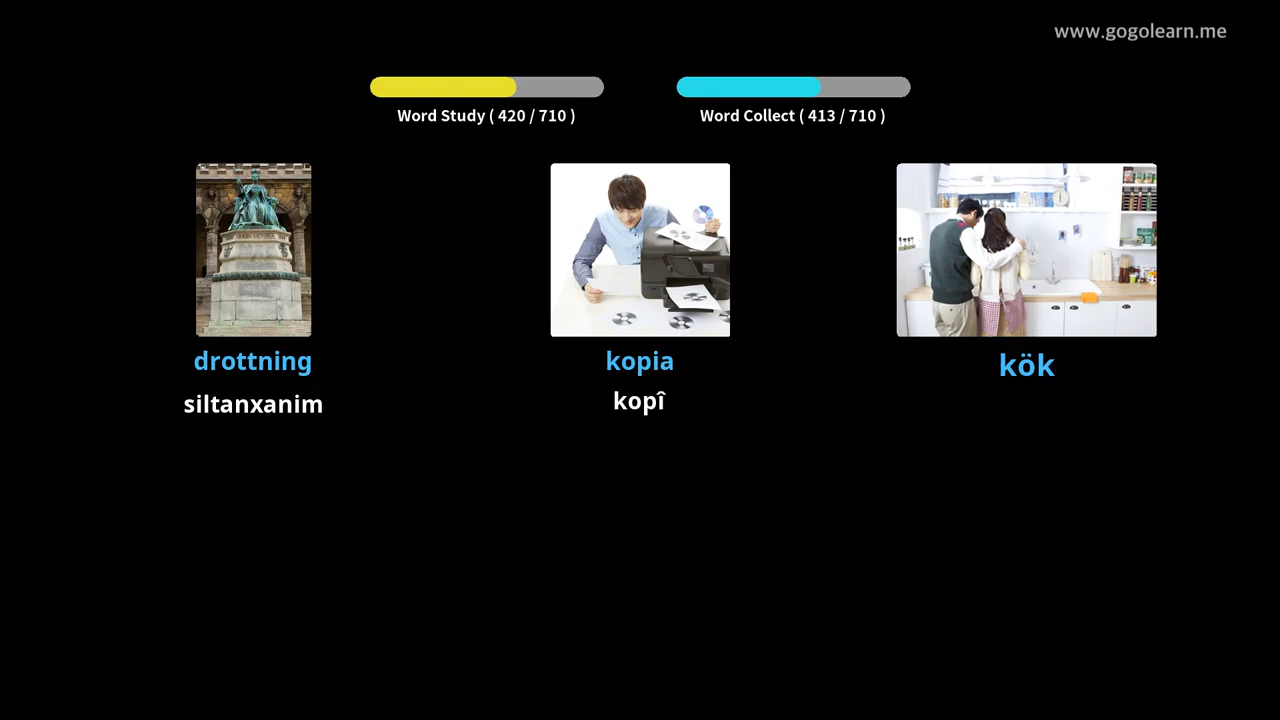 www.gogolearn.me
Word Study ( 420 / 710 )
Word Collect ( 413 / 710 )
drottning
kopia
kök
siltanxanim
kopî